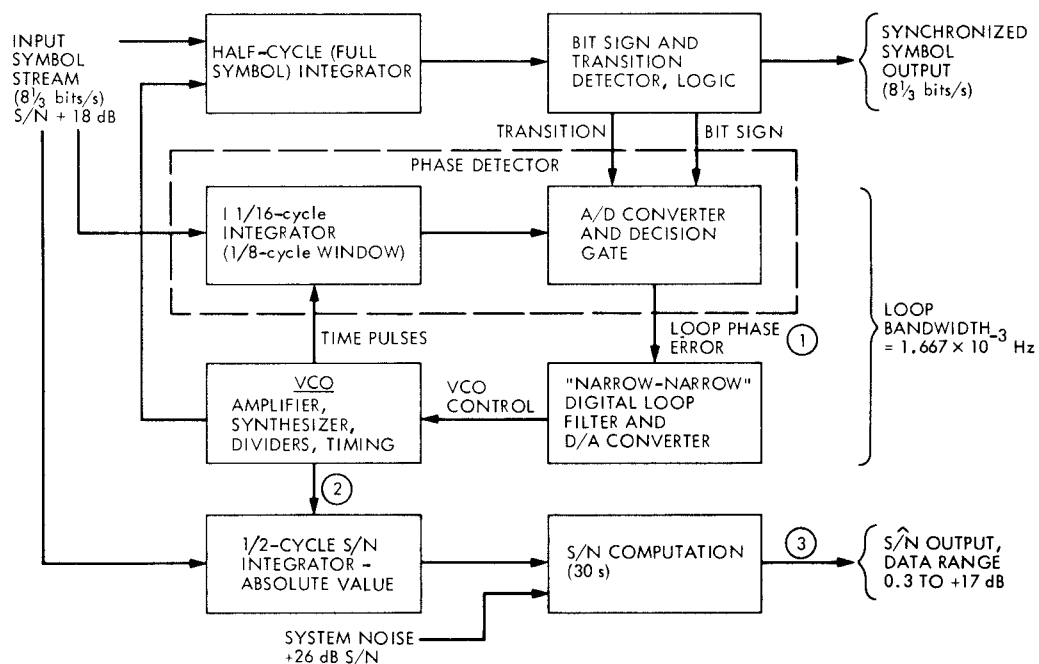 INPUT
SYMBOL
STREAM
(8⅓ bits/s)
S/N + 18 dB
HALF-CYCLE (FULL
SYMBOL) INTEGRATOR
BIT SIGN AND
TRANSITION
DETECTOR, LOGIC
SYNCHRONIZED
SYMBOL
OUTPUT
(8⅓ bits/s)
TRANSITION
BIT SIGN
PHASE DETECTOR
I 1/16-cycle
INTEGRATOR
(1/8-cycle WINDOW)
A/D CONVERTER
AND DECISION
GATE
TIME PULSES
LOOP PHASE
ERROR
1
LOOP
BANDWIDTH
= 1.667 × 10⁻³ Hz
VCO
AMPLIFIER,
SYNTHESIZER,
DIVIDERS, TIMING
VCO
CONTROL
"NARROW-NARROW"
DIGITAL LOOP
FILTER AND
D/A CONVERTER
2
1/2-CYCLE S/N
INTEGRATOR -
ABSOLUTE VALUE
S/N COMPUTATION
(30 s)
3
S/N̂ OUTPUT,
DATA RANGE
0.3 TO +17 dB
SYSTEM NOISE
+26 dB S/N